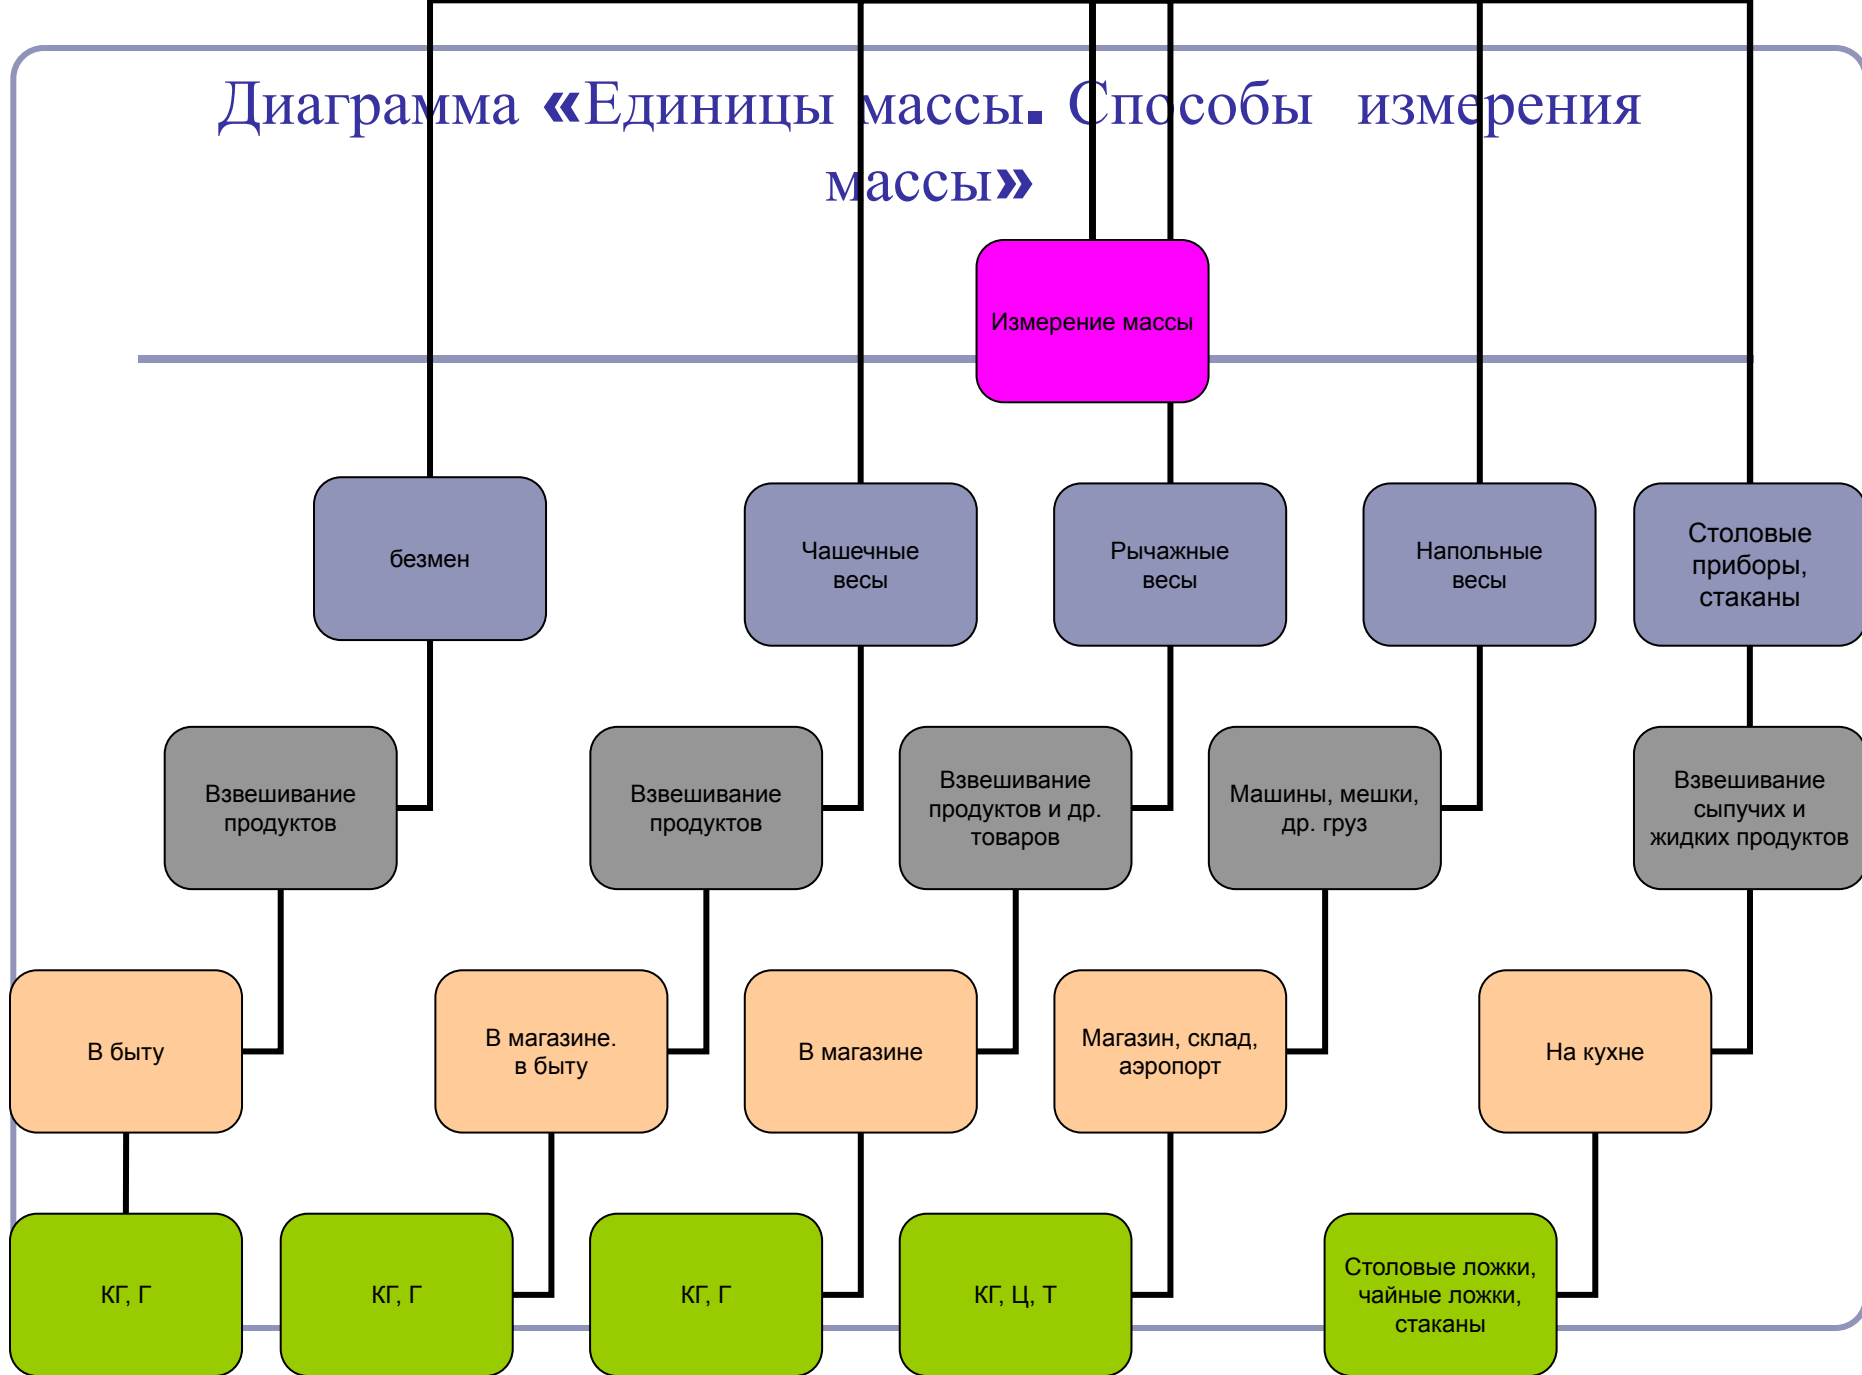 Диаграмма «Единицы массы. Способы измерения
массы»
Измерение массы
безмен
Чашечные
весы
Рычажные
весы
Напольные
весы
Столовые
приборы,
стаканы
Взвешивание
продуктов
Взвешивание
продуктов
Взвешивание
продуктов и др.
товаров
Машины, мешки,
др. груз
Взвешивание
сыпучих и
жидких продуктов
В быту
В магазине.
в быту
В магазине
Магазин, склад,
аэропорт
На кухне
КГ, Г
КГ, Г
КГ, Г
КГ, Ц, Т
Столовые ложки,
чайные ложки,
стаканы